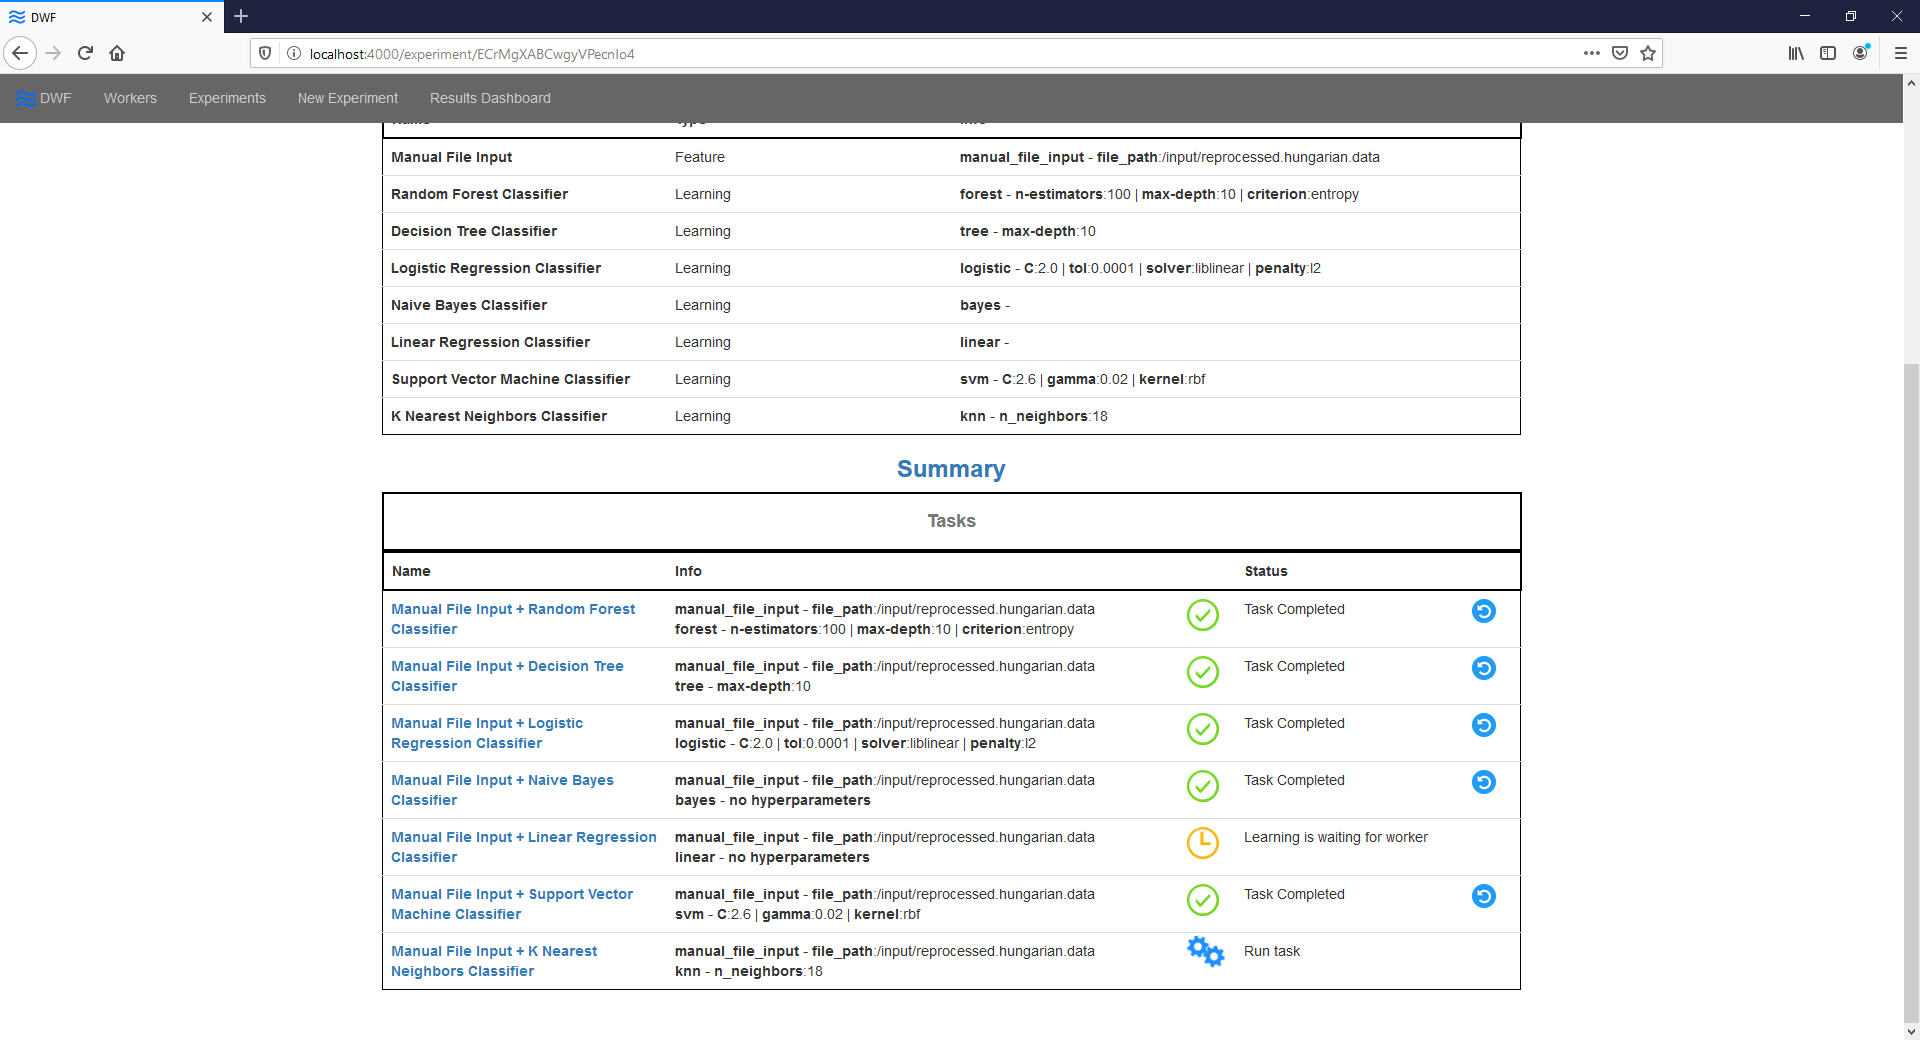 DWF
localhost:4000/experiment/ECrMgXABCwgyVPecnIo4
DWF Workers Experiments New Experiment Results Dashboard
Manual File Input Feature manual_file_input - file_path:/input/reprocessed.hungarian.data
Random Forest Classifier Learning forest - n-estimators:100 | max-depth:10 | criterion:entropy
Decision Tree Classifier Learning tree - max-depth:10
Logistic Regression Classifier Learning logistic - C:2.0 | tol:0.0001 | solver:liblinear | penalty:l2
Naive Bayes Classifier Learning bayes -
Linear Regression Classifier Learning linear -
Support Vector Machine Classifier Learning svm - C:2.6 | gamma:0.02 | kernel:rbf
K Nearest Neighbors Classifier Learning knn - n_neighbors:18
Summary
Tasks
Name Info Status
Manual File Input + Random Forest manual_file_input - file_path:/input/reprocessed.hungarian.data Task Completed
Classifier forest - n-estimators:100 | max-depth:10 | criterion:entropy
Manual File Input + Decision Tree manual_file_input - file_path:/input/reprocessed.hungarian.data Task Completed
Classifier tree - max-depth:10
Manual File Input + Logistic manual_file_input - file_path:/input/reprocessed.hungarian.data Task Completed
Regression Classifier logistic - C:2.0 | tol:0.0001 | solver:liblinear | penalty:l2
Manual File Input + Naive Bayes manual_file_input - file_path:/input/reprocessed.hungarian.data Task Completed
Classifier bayes - no hyperparameters
Manual File Input + Linear Regression manual_file_input - file_path:/input/reprocessed.hungarian.data Learning is waiting for worker
Classifier linear - no hyperparameters
Manual File Input + Support Vector manual_file_input - file_path:/input/reprocessed.hungarian.data Task Completed
Machine Classifier svm - C:2.6 | gamma:0.02 | kernel:rbf
Manual File Input + K Nearest manual_file_input - file_path:/input/reprocessed.hungarian.data Run task
Neighbors Classifier knn - n_neighbors:18